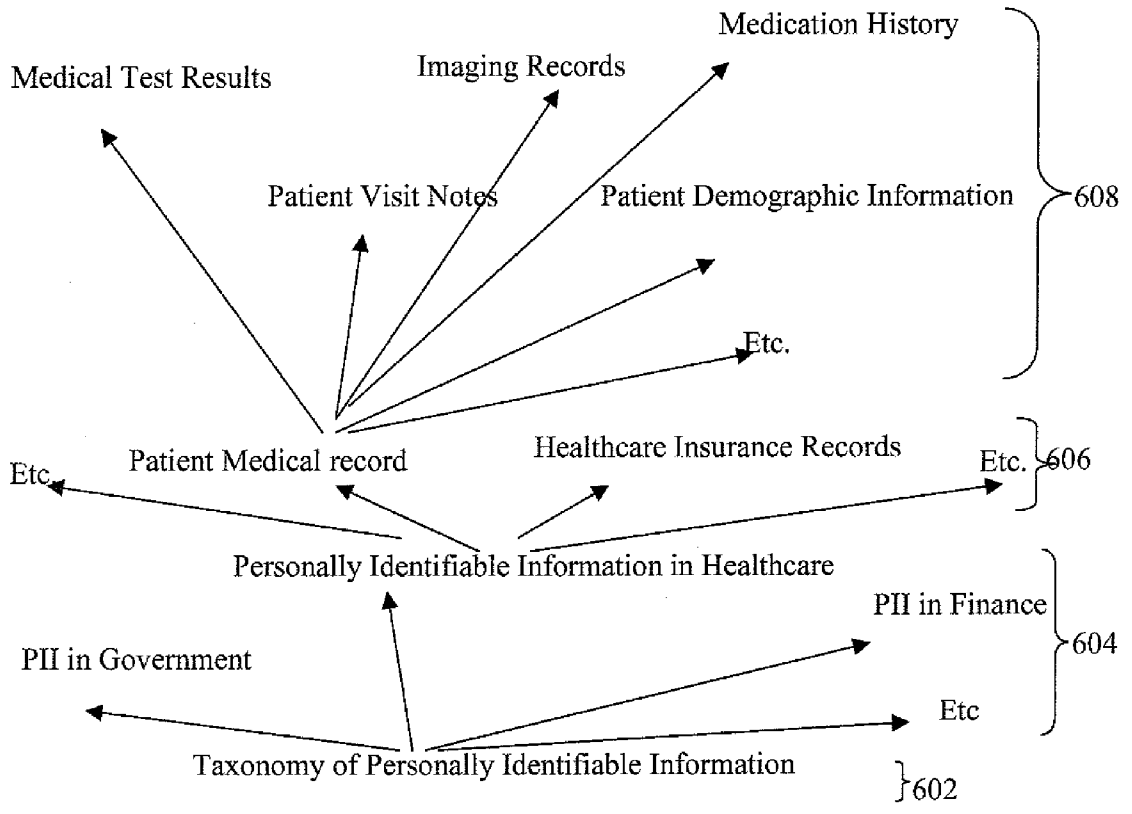 Medication History
Imaging Records
Medical Test Results
Patient Visit Notes
Patient Demographic Information
608
Etc.
Healthcare Insurance Records
Patient Medical record
Etc.
606
Etc.
Personally Identifiable Information in Healthcare
PII in Finance
604
PII in Government
Etc
Taxonomy of Personally Identifiable Information
602